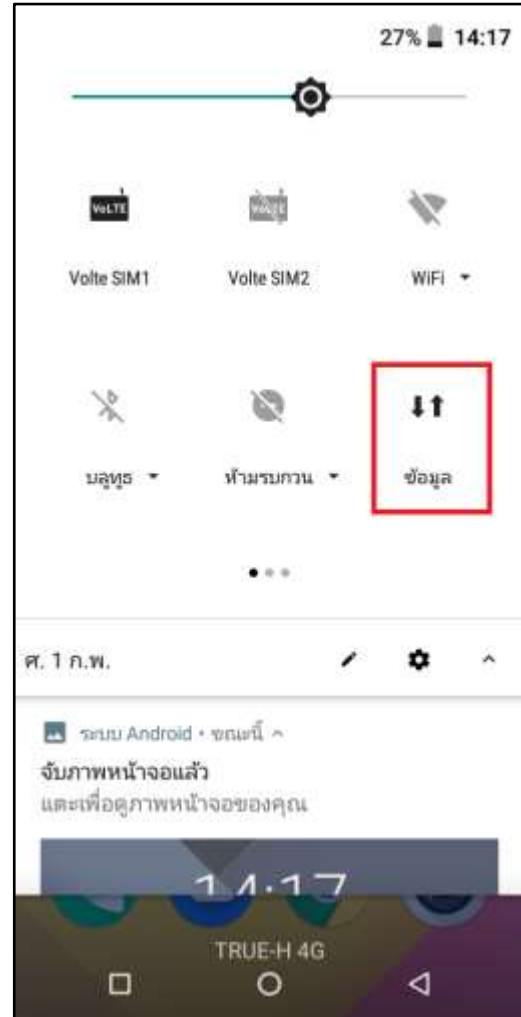 27% 14:17
VoLTE VoLTE
Volte SIM1 Volte SIM2 WiFi
บลูทูธ ห้ามรบกวน ข้อมูล
ศ. 1 ก.พ.
ระบบ Android • ขณะนี้
จับภาพหน้าจอแล้ว
แตะเพื่อดูภาพหน้าจอของคุณ
14:17
TRUE-H 4G